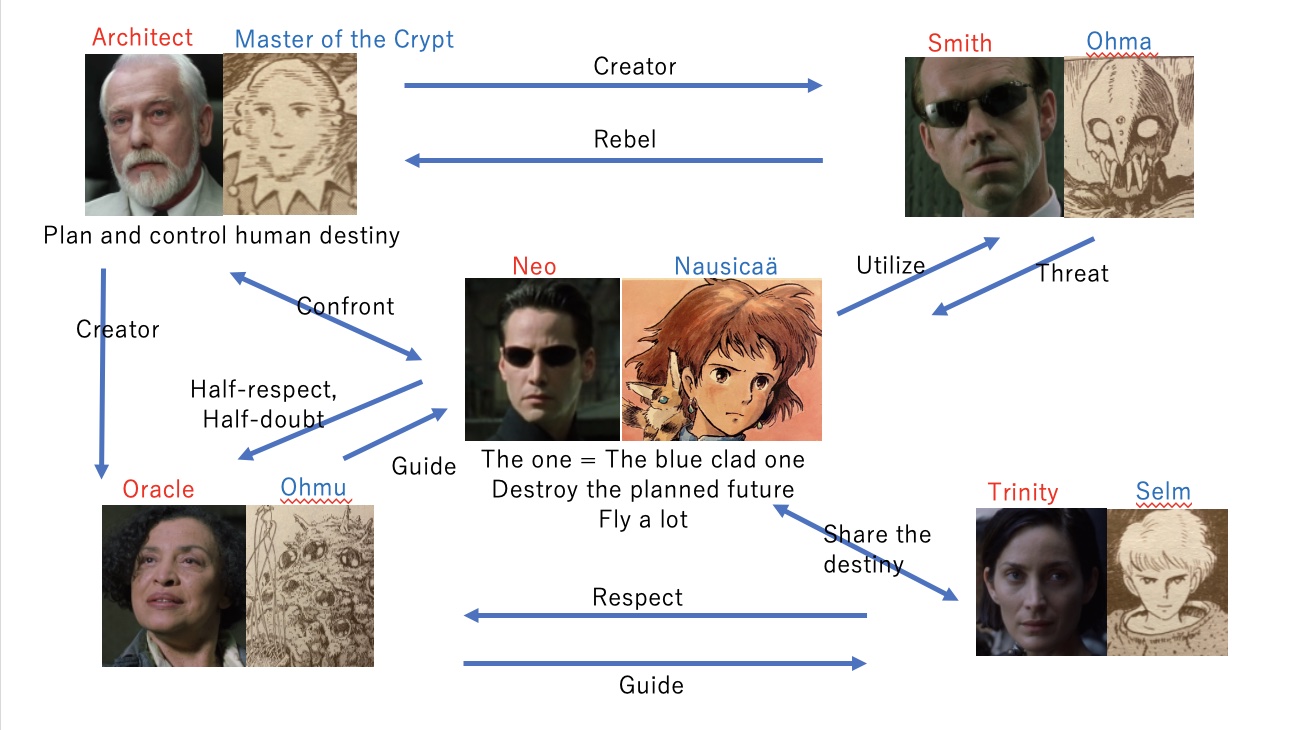 Architect
Master of the Crypt
Creator
Smith
Ohma
Rebel
Plan and control human destiny
Neo
Nausicaä
Utilize
Threat
Creator
Confront
Half-respect,
Half-doubt
Guide
The one = The blue clad one
Destroy the planned future
Fly a lot
Oracle
Ohmu
Trinity
Selm
Share the
destiny
Respect
Guide